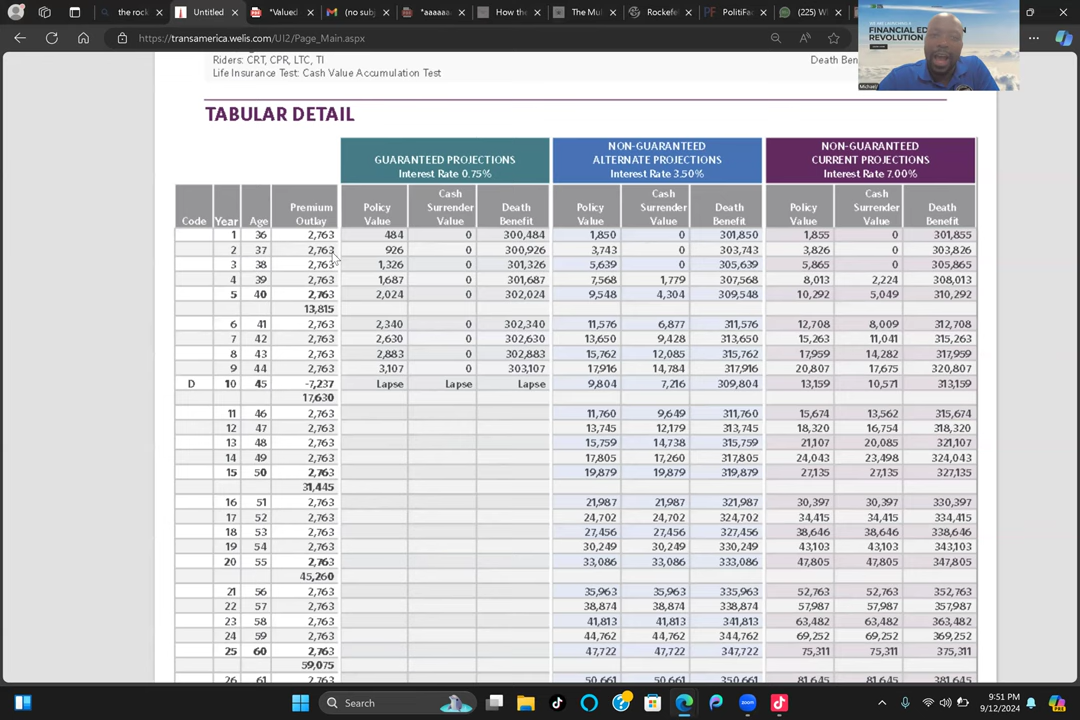 the rock
Untitled
*Valued
(no subj
*aaaaaa
How the
The Mul
Rockefel
PolitiFac
(225) Wi
https://transamerica.welis.com/UI2/Page_Main.aspx
FINANCIAL EDUCATION
REVOLUTION
Michael
Riders: CRT, CPR, LTC, TI
Death Bene
Life Insurance Test: Cash Value Accumulation Test
TABULAR DETAIL
GUARANTEED PROJECTIONS
Interest Rate 0.75%
NON-GUARANTEED
ALTERNATE PROJECTIONS
Interest Rate 3.50%
NON-GUARANTEED
CURRENT PROJECTIONS
Interest Rate 7.00%
Code Year Age Premium Outlay Policy Value Cash Surrender Value Death Benefit Policy Value Cash Surrender Value Death Benefit Policy Value Cash Surrender Value Death Benefit
1 36 2,763 484 0 300,484 1,850 0 301,850 1,855 0 301,855
2 37 2,763 926 0 300,926 3,743 0 303,743 3,826 0 303,826
3 38 2,763 1,326 0 301,326 5,639 0 305,639 5,865 0 305,865
4 39 2,763 1,687 0 301,687 7,568 1,779 307,568 8,013 2,224 308,013
5 40 2,763 2,024 0 302,024 9,548 4,304 309,548 10,292 5,049 310,292
13,815
6 41 2,763 2,340 0 302,340 11,576 6,877 311,576 12,708 8,009 312,708
7 42 2,763 2,630 0 302,630 13,650 9,428 313,650 15,263 11,041 315,263
8 43 2,763 2,883 0 302,883 15,762 12,085 315,762 17,959 14,282 317,959
9 44 2,763 3,107 0 303,107 17,916 14,784 317,916 20,807 17,675 320,807
D 10 45 -7,237 Lapse Lapse Lapse 9,804 7,216 309,804 13,159 10,571 313,159
17,630
11 46 2,763 11,760 9,649 311,760 15,674 13,562 315,674
12 47 2,763 13,745 12,179 313,745 18,320 16,754 318,320
13 48 2,763 15,759 14,738 315,759 21,107 20,085 321,107
14 49 2,763 17,805 17,260 317,805 24,043 23,498 324,043
15 50 2,763 19,879 19,879 319,879 27,135 27,135 327,135
31,445
16 51 2,763 21,987 21,987 321,987 30,397 30,397 330,397
17 52 2,763 24,702 24,702 324,702 34,415 34,415 334,415
18 53 2,763 27,456 27,456 327,456 38,646 38,646 338,646
19 54 2,763 30,249 30,249 330,249 43,103 43,103 343,103
20 55 2,763 33,086 33,086 333,086 47,805 47,805 347,805
45,260
21 56 2,763 35,963 35,963 335,963 52,763 52,763 352,763
22 57 2,763 38,874 38,874 338,874 57,987 57,987 357,987
23 58 2,763 41,813 41,813 341,813 63,482 63,482 363,482
24 59 2,763 44,762 44,762 344,762 69,252 69,252 369,252
25 60 2,763 47,722 47,722 347,722 75,311 75,311 375,311
59,075
26 61 2,763 50,661 50,661 350,661 81,645 81,645 381,645
Search
9:51 PM
9/12/2024